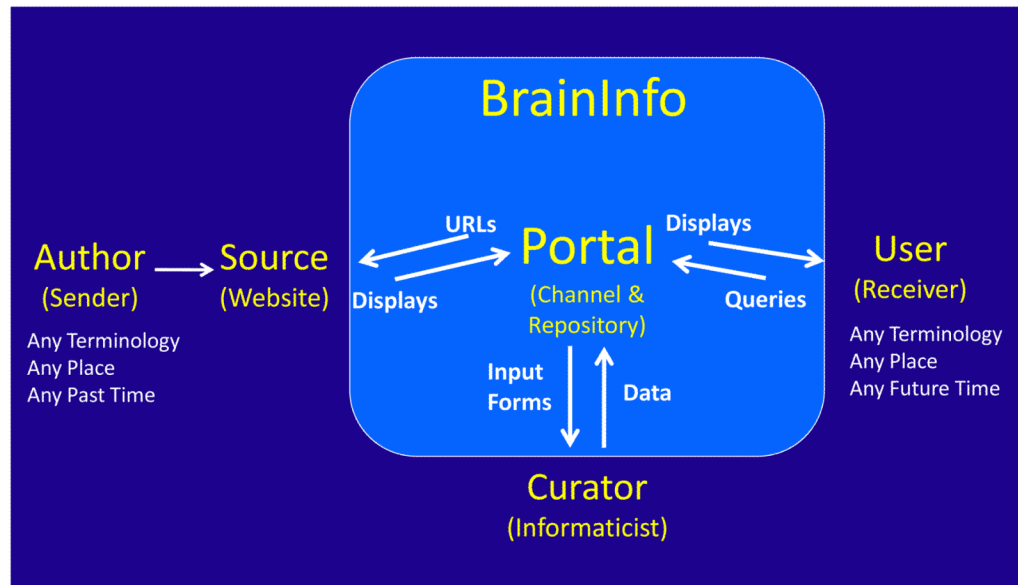 BrainInfo
Author
(Sender)
Any Terminology
Any Place
Any Past Time
Source
(Website)
URLs
Displays
Portal
(Channel &
Repository)
Displays
Queries
User
(Receiver)
Any Terminology
Any Place
Any Future Time
Input
Forms
Data
Curator
(Informaticist)